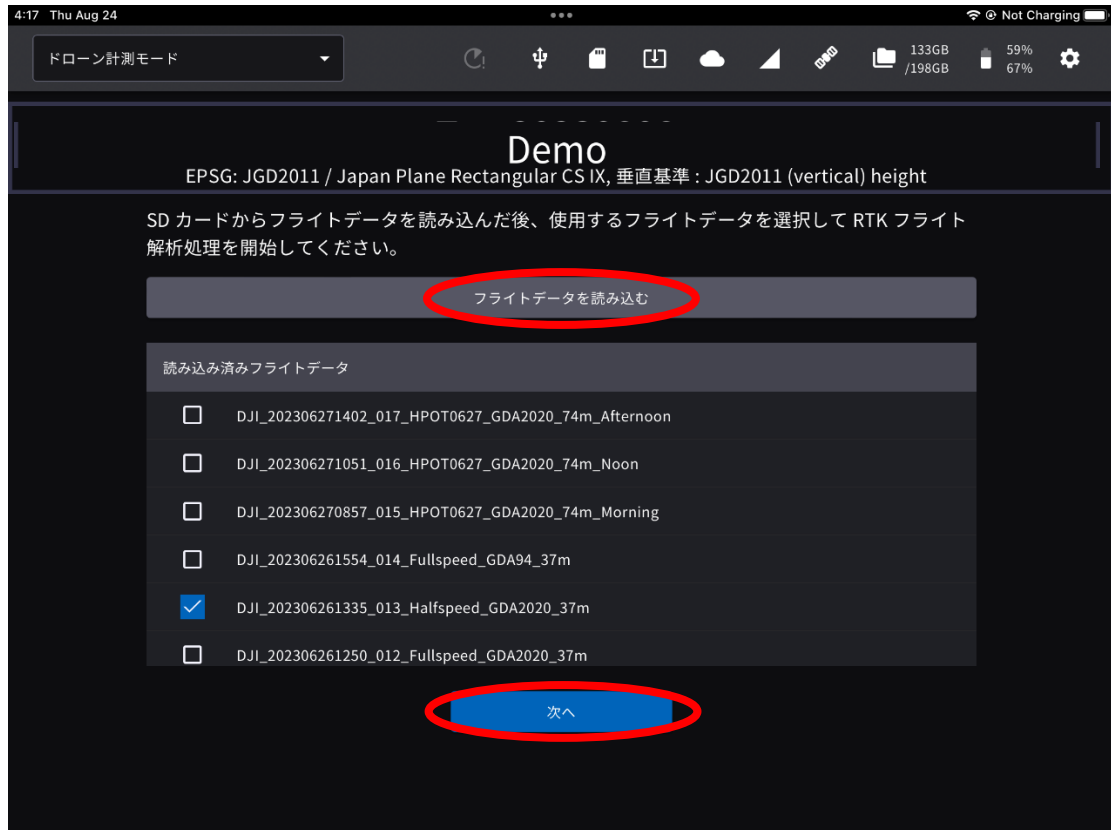 4:17 Thu Aug 24
Not Charging
ドローン計測モード
133GB
/198GB
59%
67%
Demo
EPSG: JGD2011 / Japan Plane Rectangular CS IX, 垂直基準 : JGD2011 (vertical) height
SD カードからフライトデータを読み込んだ後、使用するフライトデータを選択して RTK フライト
解析処理を開始してください。
フライトデータを読み込む
読み込み済みフライトデータ
DJI_202306271402_017_HPOT0627_GDA2020_74m_Afternoon
DJI_202306271051_016_HPOT0627_GDA2020_74m_Noon
DJI_202306270857_015_HPOT0627_GDA2020_74m_Morning
DJI_202306261554_014_Fullspeed_GDA94_37m
DJI_202306261335_013_Halfspeed_GDA2020_37m
DJI_202306261250_012_Fullspeed_GDA2020_37m
次へ